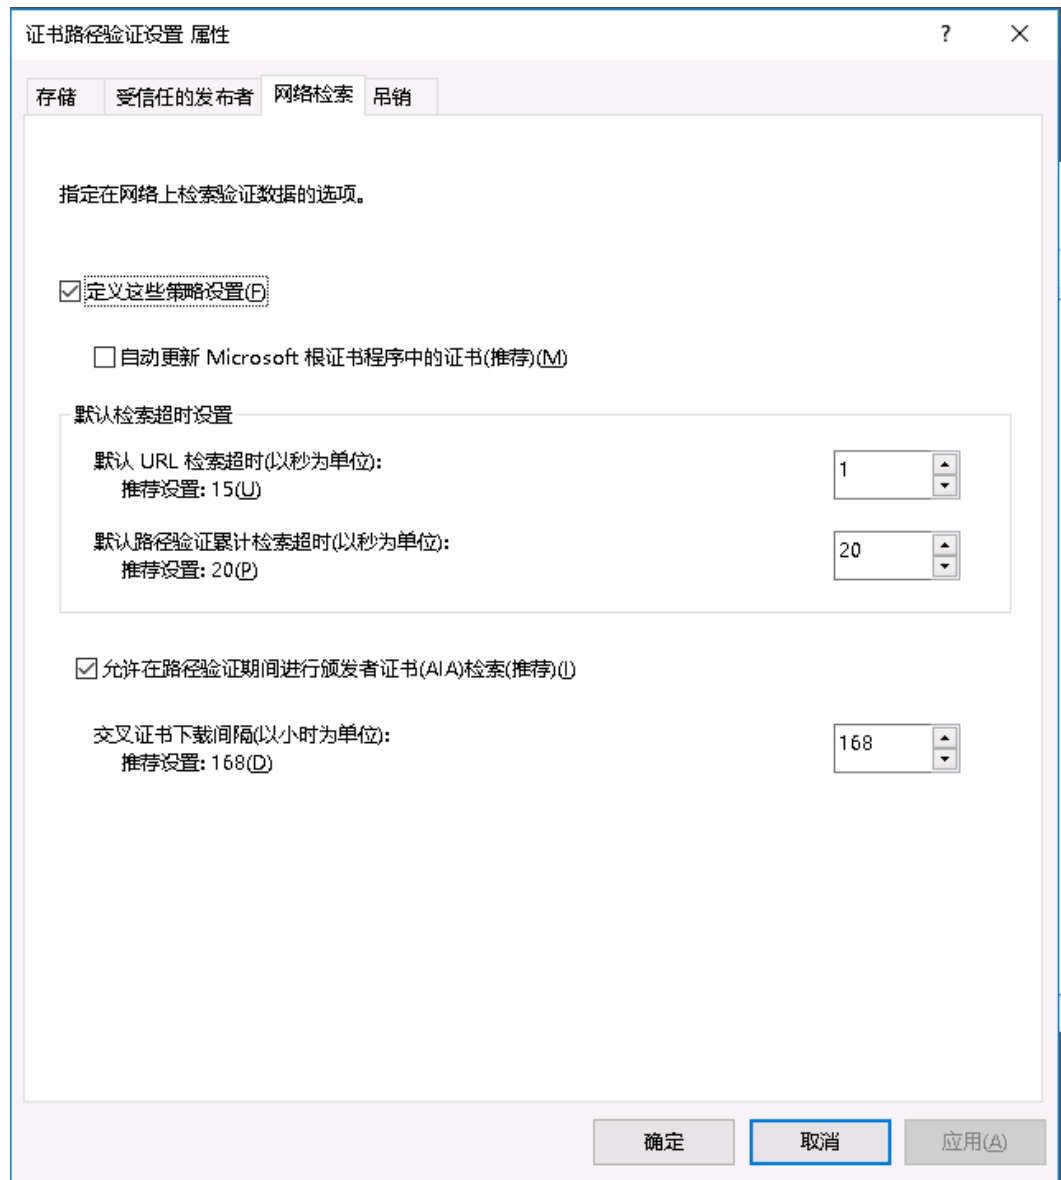 证书路径验证设置 属性
?
存储
受信任的发布者
网络检索
吊销
指定在网络上检索验证数据的选项。
定义这些策略设置(F)
自动更新 Microsoft 根证书程序中的证书(推荐)(M)
默认检索超时设置
默认 URL 检索超时(以秒为单位):
推荐设置: 15(U)
1
默认路径验证累计检索超时(以秒为单位):
推荐设置: 20(P)
20
允许在路径验证期间进行颁发者证书(AIA)检索(推荐)(I)
交叉证书下载间隔(以小时为单位):
推荐设置: 168(D)
168
确定
取消
应用(A)